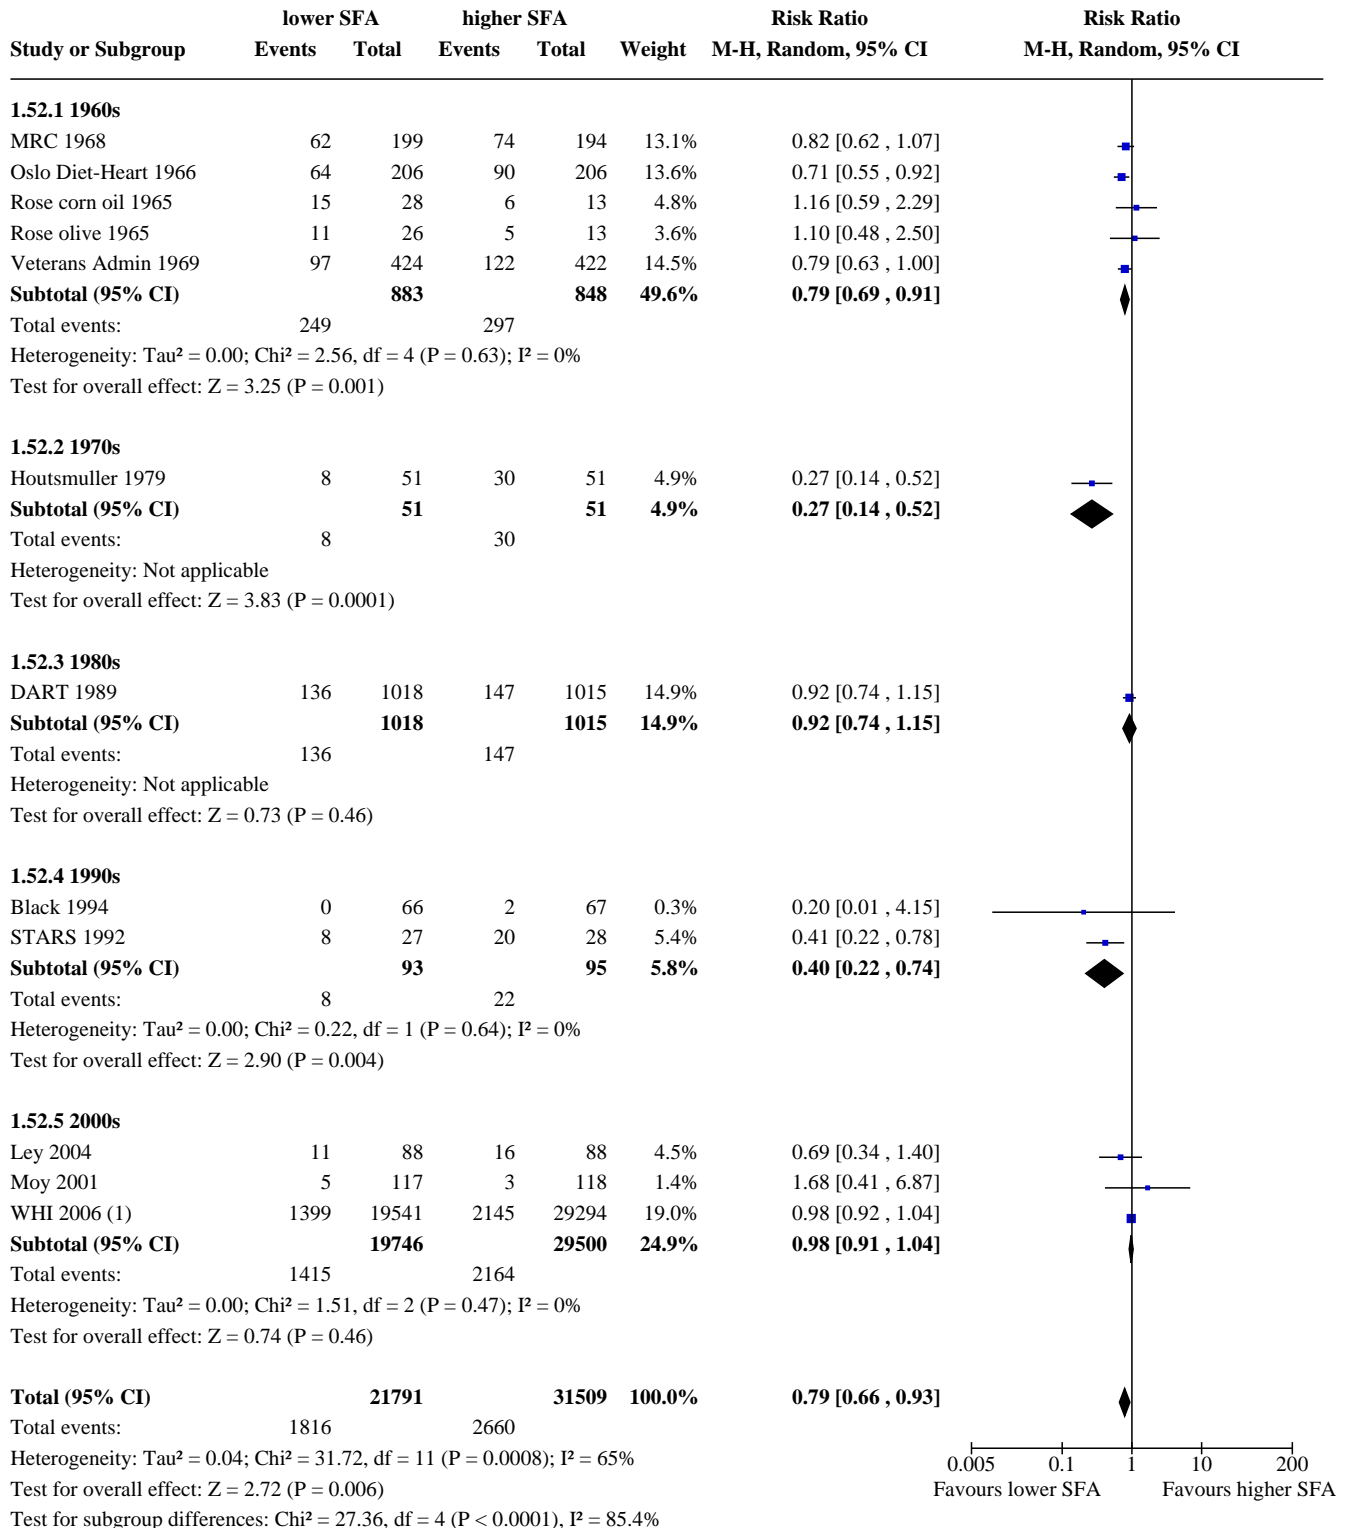 lower SFA higher SFA Risk Ratio Risk Ratio
Study or Subgroup Events Total Events Total Weight M-H, Random, 95% CI M-H, Random, 95% CI
1.52.1 1960s
MRC 1968 62 199 74 194 13.1% 0.82 [0.62 , 1.07]
Oslo Diet-Heart 1966 64 206 90 206 13.6% 0.71 [0.55 , 0.92]
Rose corn oil 1965 15 28 6 13 4.8% 1.16 [0.59 , 2.29]
Rose olive 1965 11 26 5 13 3.6% 1.10 [0.48 , 2.50]
Veterans Admin 1969 97 424 122 422 14.5% 0.79 [0.63 , 1.00]
Subtotal (95% CI) 883 848 49.6% 0.79 [0.69 , 0.91]
Total events: 249 297
Heterogeneity: Tau² = 0.00; Chi² = 2.56, df = 4 (P = 0.63); I² = 0%
Test for overall effect: Z = 3.25 (P = 0.001)
1.52.2 1970s
Houtsmuller 1979 8 51 30 51 4.9% 0.27 [0.14 , 0.52]
Subtotal (95% CI) 51 51 4.9% 0.27 [0.14 , 0.52]
Total events: 8 30
Heterogeneity: Not applicable
Test for overall effect: Z = 3.83 (P = 0.0001)
1.52.3 1980s
DART 1989 136 1018 147 1015 14.9% 0.92 [0.74 , 1.15]
Subtotal (95% CI) 1018 1015 14.9% 0.92 [0.74 , 1.15]
Total events: 136 147
Heterogeneity: Not applicable
Test for overall effect: Z = 0.73 (P = 0.46)
1.52.4 1990s
Black 1994 0 66 2 67 0.3% 0.20 [0.01 , 4.15]
STARS 1992 8 27 20 28 5.4% 0.41 [0.22 , 0.78]
Subtotal (95% CI) 93 95 5.8% 0.40 [0.22 , 0.74]
Total events: 8 22
Heterogeneity: Tau² = 0.00; Chi² = 0.22, df = 1 (P = 0.64); I² = 0%
Test for overall effect: Z = 2.90 (P = 0.004)
1.52.5 2000s
Ley 2004 11 88 16 88 4.5% 0.69 [0.34 , 1.40]
Moy 2001 5 117 3 118 1.4% 1.68 [0.41 , 6.87]
WHI 2006 (1) 1399 19541 2145 29294 19.0% 0.98 [0.92 , 1.04]
Subtotal (95% CI) 19746 29500 24.9% 0.98 [0.91 , 1.04]
Total events: 1415 2164
Heterogeneity: Tau² = 0.00; Chi² = 1.51, df = 2 (P = 0.47); I² = 0%
Test for overall effect: Z = 0.74 (P = 0.46)
Total (95% CI) 21791 31509 100.0% 0.79 [0.66 , 0.93]
Total events: 1816 2660
Heterogeneity: Tau² = 0.04; Chi² = 31.72, df = 11 (P = 0.0008); I² = 65%
0.005 0.1 1 10 200
Test for overall effect: Z = 2.72 (P = 0.006) Favours lower SFA Favours higher SFA
Test for subgroup differences: Chi² = 27.36, df = 4 (P < 0.0001), I² = 85.4%